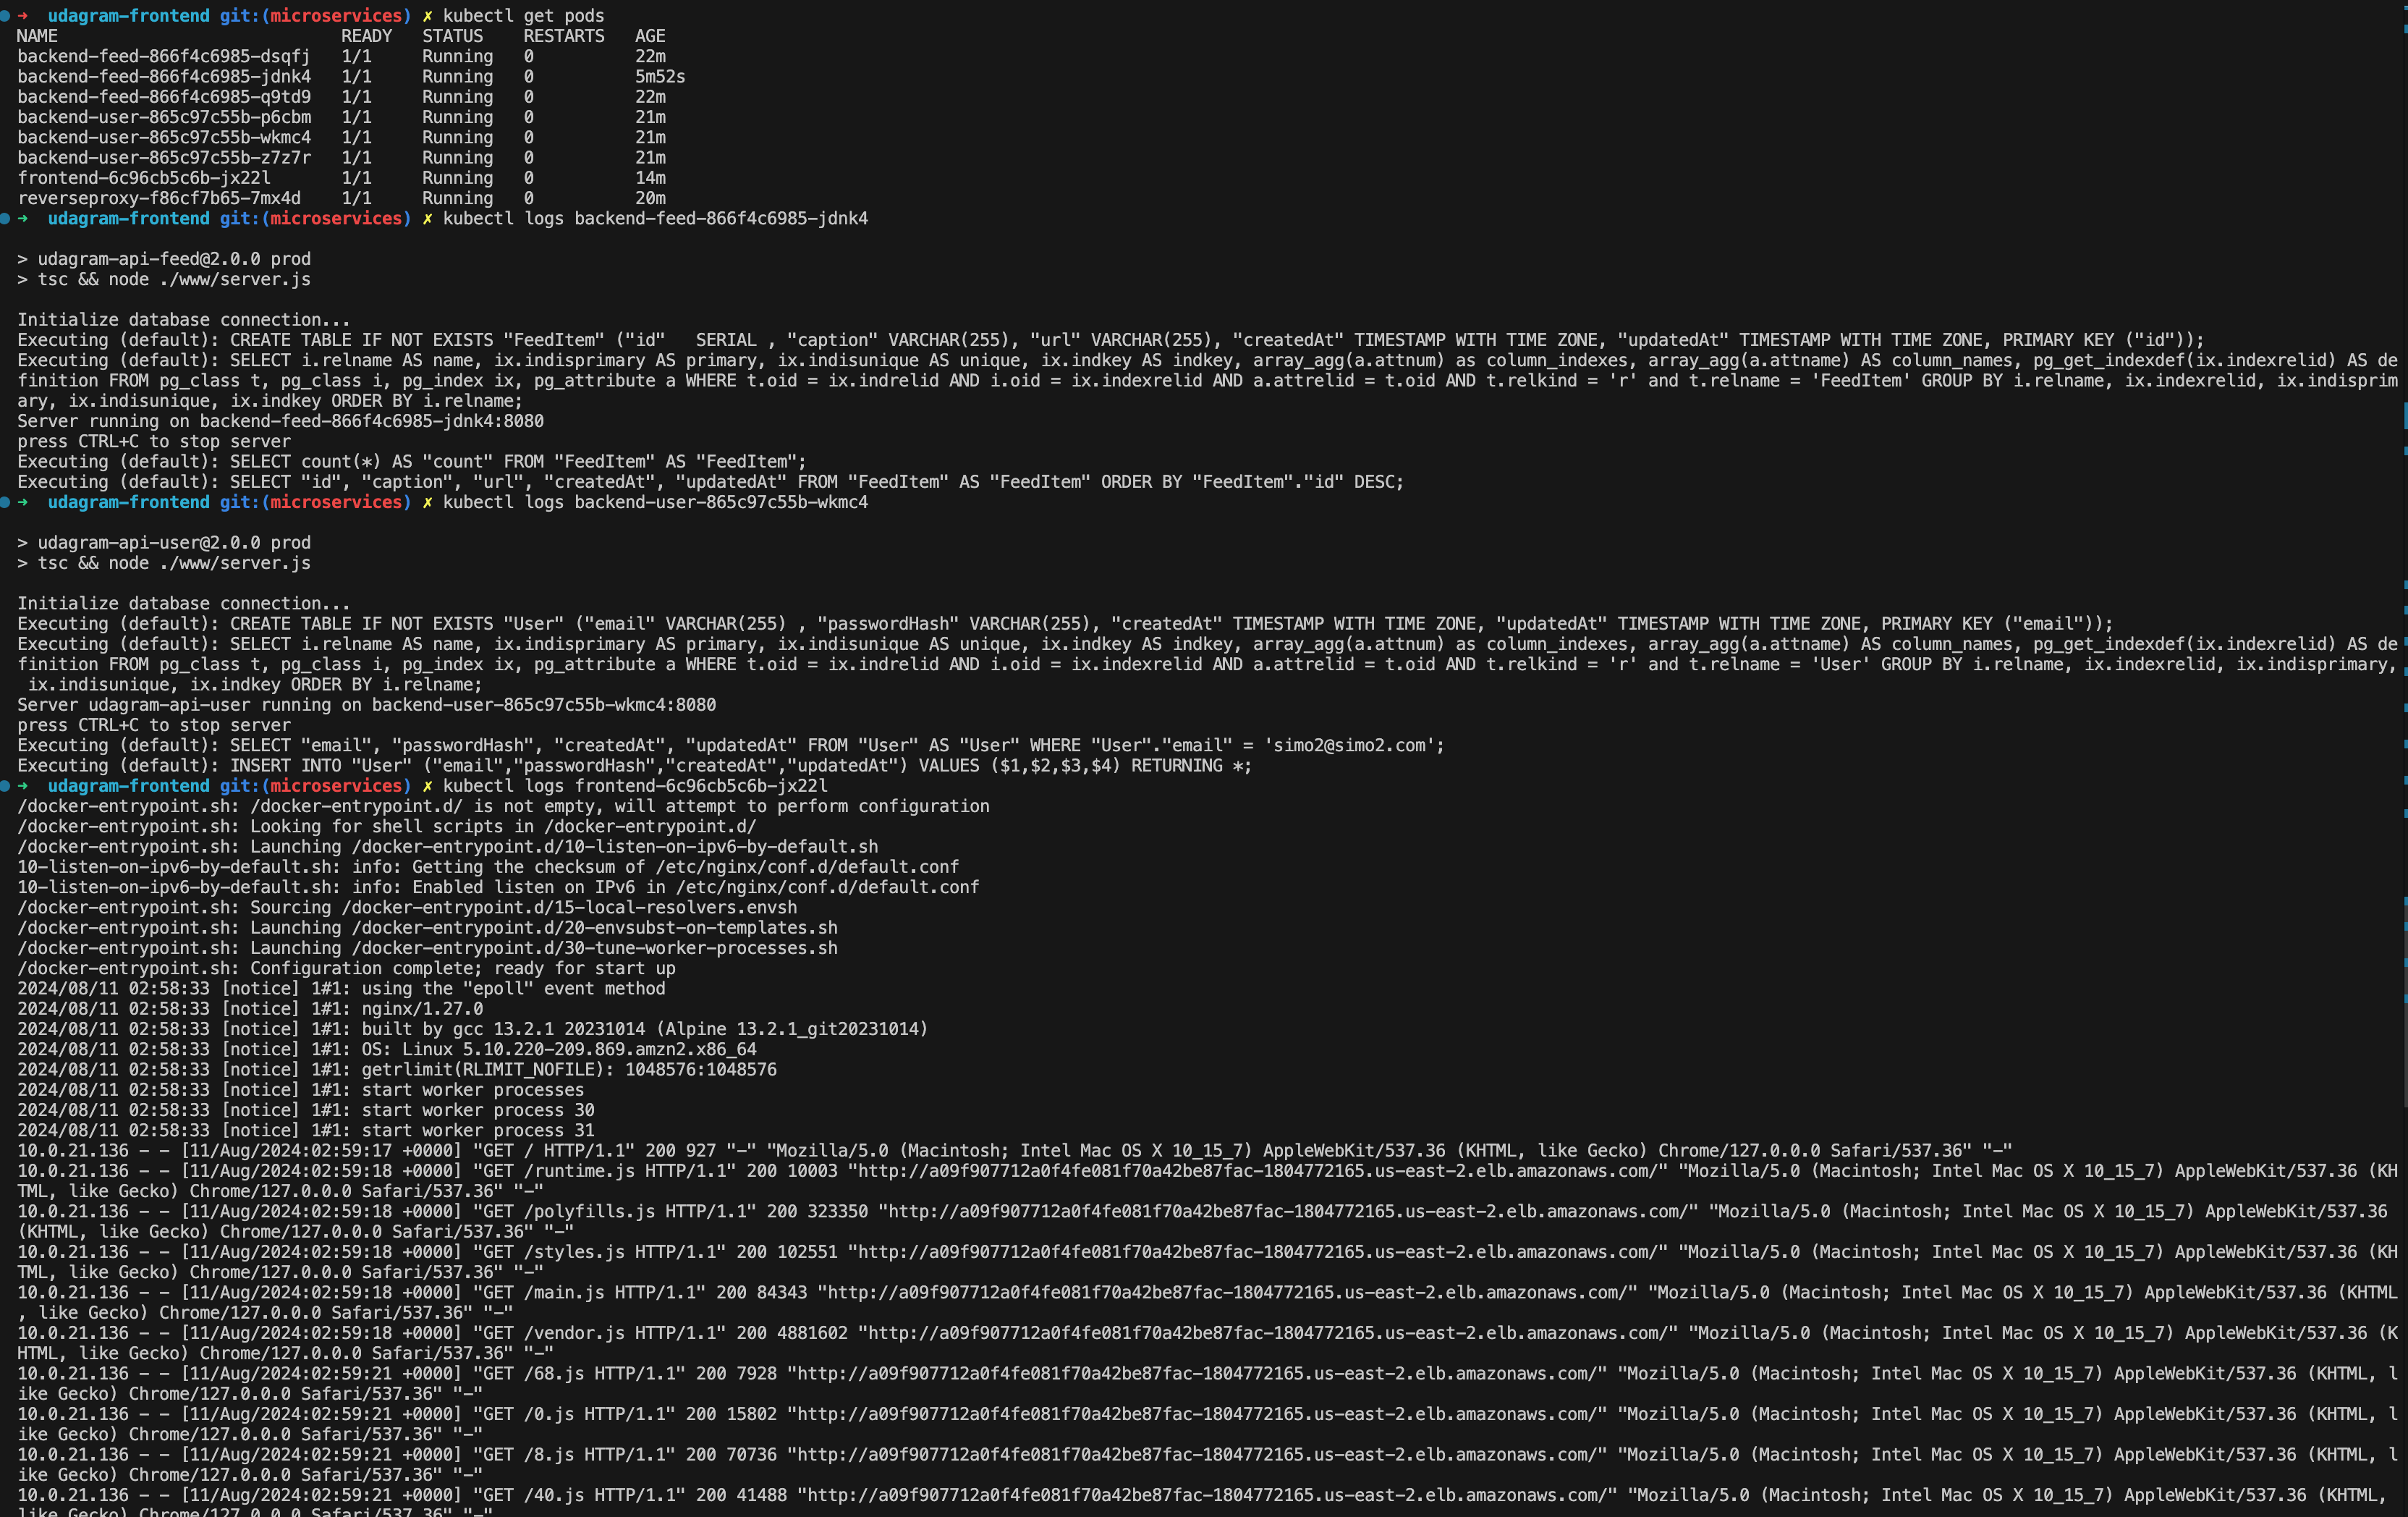 ➜  udagram-frontend git:(microservices) ✗ kubectl get pods
NAME                            READY   STATUS    RESTARTS   AGE
backend-feed-866f4c6985-dsqfj   1/1     Running   0          22m
backend-feed-866f4c6985-jdnk4   1/1     Running   0          5m52s
backend-feed-866f4c6985-q9td9   1/1     Running   0          22m
backend-user-865c97c55b-p6cbm   1/1     Running   0          21m
backend-user-865c97c55b-wkmc4   1/1     Running   0          21m
backend-user-865c97c55b-z7z7r   1/1     Running   0          21m
frontend-6c96cb5c6b-jx22l       1/1     Running   0          14m
reverseproxy-f86cf7b65-7mx4d    1/1     Running   0          20m
➜  udagram-frontend git:(microservices) ✗ kubectl logs backend-feed-866f4c6985-jdnk4

> udagram-api-feed@2.0.0 prod
> tsc && node ./www/server.js

Initialize database connection...
Executing (default): CREATE TABLE IF NOT EXISTS "FeedItem" ("id"   SERIAL , "caption" VARCHAR(255), "url" VARCHAR(255), "createdAt" TIMESTAMP WITH TIME ZONE, "updatedAt" TIMESTAMP WITH TIME ZONE, PRIMARY KEY ("id"));
Executing (default): SELECT i.relname AS name, ix.indisprimary AS primary, ix.indisunique AS unique, ix.indkey AS indkey, array_agg(a.attnum) as column_indexes, array_agg(a.attname) AS column_names, pg_get_indexdef(ix.indexrelid) AS de
finition FROM pg_class t, pg_class i, pg_index ix, pg_attribute a WHERE t.oid = ix.indrelid AND i.oid = ix.indexrelid AND a.attrelid = t.oid AND t.relkind = 'r' and t.relname = 'FeedItem' GROUP BY i.relname, ix.indexrelid, ix.indisprim
ary, ix.indisunique, ix.indkey ORDER BY i.relname;
Server running on backend-feed-866f4c6985-jdnk4:8080
press CTRL+C to stop server
Executing (default): SELECT count(*) AS "count" FROM "FeedItem" AS "FeedItem";
Executing (default): SELECT "id", "caption", "url", "createdAt", "updatedAt" FROM "FeedItem" AS "FeedItem" ORDER BY "FeedItem"."id" DESC;
➜  udagram-frontend git:(microservices) ✗ kubectl logs backend-user-865c97c55b-wkmc4

> udagram-api-user@2.0.0 prod
> tsc && node ./www/server.js

Initialize database connection...
Executing (default): CREATE TABLE IF NOT EXISTS "User" ("email" VARCHAR(255) , "passwordHash" VARCHAR(255), "createdAt" TIMESTAMP WITH TIME ZONE, "updatedAt" TIMESTAMP WITH TIME ZONE, PRIMARY KEY ("email"));
Executing (default): SELECT i.relname AS name, ix.indisprimary AS primary, ix.indisunique AS unique, ix.indkey AS indkey, array_agg(a.attnum) as column_indexes, array_agg(a.attname) AS column_names, pg_get_indexdef(ix.indexrelid) AS de
finition FROM pg_class t, pg_class i, pg_index ix, pg_attribute a WHERE t.oid = ix.indrelid AND i.oid = ix.indexrelid AND a.attrelid = t.oid AND t.relkind = 'r' and t.relname = 'User' GROUP BY i.relname, ix.indexrelid, ix.indisprimary,
 ix.indisunique, ix.indkey ORDER BY i.relname;
Server udagram-api-user running on backend-user-865c97c55b-wkmc4:8080
press CTRL+C to stop server
Executing (default): SELECT "email", "passwordHash", "createdAt", "updatedAt" FROM "User" AS "User" WHERE "User"."email" = 'simo2@simo2.com';
Executing (default): INSERT INTO "User" ("email","passwordHash","createdAt","updatedAt") VALUES ($1,$2,$3,$4) RETURNING *;
➜  udagram-frontend git:(microservices) ✗ kubectl logs frontend-6c96cb5c6b-jx22l
/docker-entrypoint.sh: /docker-entrypoint.d/ is not empty, will attempt to perform configuration
/docker-entrypoint.sh: Looking for shell scripts in /docker-entrypoint.d/
/docker-entrypoint.sh: Launching /docker-entrypoint.d/10-listen-on-ipv6-by-default.sh
10-listen-on-ipv6-by-default.sh: info: Getting the checksum of /etc/nginx/conf.d/default.conf
10-listen-on-ipv6-by-default.sh: info: Enabled listen on IPv6 in /etc/nginx/conf.d/default.conf
/docker-entrypoint.sh: Sourcing /docker-entrypoint.d/15-local-resolvers.envsh
/docker-entrypoint.sh: Launching /docker-entrypoint.d/20-envsubst-on-templates.sh
/docker-entrypoint.sh: Launching /docker-entrypoint.d/30-tune-worker-processes.sh
/docker-entrypoint.sh: Configuration complete; ready for start up
2024/08/11 02:58:33 [notice] 1#1: using the "epoll" event method
2024/08/11 02:58:33 [notice] 1#1: nginx/1.27.0
2024/08/11 02:58:33 [notice] 1#1: built by gcc 13.2.1 20231014 (Alpine 13.2.1_git20231014)
2024/08/11 02:58:33 [notice] 1#1: OS: Linux 5.10.220-209.869.amzn2.x86_64
2024/08/11 02:58:33 [notice] 1#1: getrlimit(RLIMIT_NOFILE): 1048576:1048576
2024/08/11 02:58:33 [notice] 1#1: start worker processes
2024/08/11 02:58:33 [notice] 1#1: start worker process 30
2024/08/11 02:58:33 [notice] 1#1: start worker process 31
10.0.21.136 - - [11/Aug/2024:02:59:17 +0000] "GET / HTTP/1.1" 200 927 "-" "Mozilla/5.0 (Macintosh; Intel Mac OS X 10_15_7) AppleWebKit/537.36 (KHTML, like Gecko) Chrome/127.0.0.0 Safari/537.36" "-"
10.0.21.136 - - [11/Aug/2024:02:59:18 +0000] "GET /runtime.js HTTP/1.1" 200 10003 "http://a09f907712a0f4fe081f70a42be87fac-1804772165.us-east-2.elb.amazonaws.com/" "Mozilla/5.0 (Macintosh; Intel Mac OS X 10_15_7) AppleWebKit/537.36 (KH
TML, like Gecko) Chrome/127.0.0.0 Safari/537.36" "-"
10.0.21.136 - - [11/Aug/2024:02:59:18 +0000] "GET /polyfills.js HTTP/1.1" 200 323350 "http://a09f907712a0f4fe081f70a42be87fac-1804772165.us-east-2.elb.amazonaws.com/" "Mozilla/5.0 (Macintosh; Intel Mac OS X 10_15_7) AppleWebKit/537.36 
(KHTML, like Gecko) Chrome/127.0.0.0 Safari/537.36" "-"
10.0.21.136 - - [11/Aug/2024:02:59:18 +0000] "GET /styles.js HTTP/1.1" 200 102551 "http://a09f907712a0f4fe081f70a42be87fac-1804772165.us-east-2.elb.amazonaws.com/" "Mozilla/5.0 (Macintosh; Intel Mac OS X 10_15_7) AppleWebKit/537.36 (KH
TML, like Gecko) Chrome/127.0.0.0 Safari/537.36" "-"
10.0.21.136 - - [11/Aug/2024:02:59:18 +0000] "GET /main.js HTTP/1.1" 200 84343 "http://a09f907712a0f4fe081f70a42be87fac-1804772165.us-east-2.elb.amazonaws.com/" "Mozilla/5.0 (Macintosh; Intel Mac OS X 10_15_7) AppleWebKit/537.36 (KHTML
, like Gecko) Chrome/127.0.0.0 Safari/537.36" "-"
10.0.21.136 - - [11/Aug/2024:02:59:18 +0000] "GET /vendor.js HTTP/1.1" 200 4881602 "http://a09f907712a0f4fe081f70a42be87fac-1804772165.us-east-2.elb.amazonaws.com/" "Mozilla/5.0 (Macintosh; Intel Mac OS X 10_15_7) AppleWebKit/537.36 (K
HTML, like Gecko) Chrome/127.0.0.0 Safari/537.36" "-"
10.0.21.136 - - [11/Aug/2024:02:59:21 +0000] "GET /68.js HTTP/1.1" 200 7928 "http://a09f907712a0f4fe081f70a42be87fac-1804772165.us-east-2.elb.amazonaws.com/" "Mozilla/5.0 (Macintosh; Intel Mac OS X 10_15_7) AppleWebKit/537.36 (KHTML, l
ike Gecko) Chrome/127.0.0.0 Safari/537.36" "-"
10.0.21.136 - - [11/Aug/2024:02:59:21 +0000] "GET /0.js HTTP/1.1" 200 15802 "http://a09f907712a0f4fe081f70a42be87fac-1804772165.us-east-2.elb.amazonaws.com/" "Mozilla/5.0 (Macintosh; Intel Mac OS X 10_15_7) AppleWebKit/537.36 (KHTML, l
ike Gecko) Chrome/127.0.0.0 Safari/537.36" "-"
10.0.21.136 - - [11/Aug/2024:02:59:21 +0000] "GET /8.js HTTP/1.1" 200 70736 "http://a09f907712a0f4fe081f70a42be87fac-1804772165.us-east-2.elb.amazonaws.com/" "Mozilla/5.0 (Macintosh; Intel Mac OS X 10_15_7) AppleWebKit/537.36 (KHTML, l
ike Gecko) Chrome/127.0.0.0 Safari/537.36" "-"
10.0.21.136 - - [11/Aug/2024:02:59:21 +0000] "GET /40.js HTTP/1.1" 200 41488 "http://a09f907712a0f4fe081f70a42be87fac-1804772165.us-east-2.elb.amazonaws.com/" "Mozilla/5.0 (Macintosh; Intel Mac OS X 10_15_7) AppleWebKit/537.36 (KHTML, 
like Gecko) Chrome/127.0.0.0 Safari/537.36" "-"